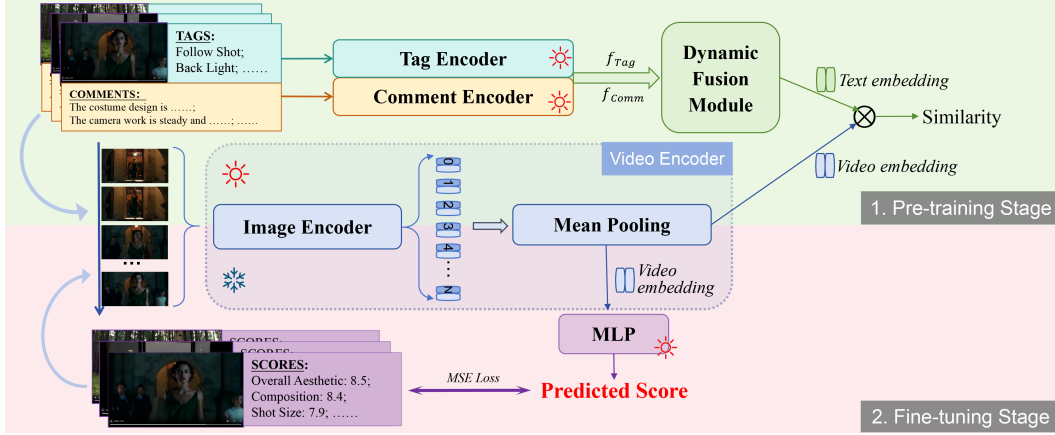 TAGS:
Follow Shot;
Back Light; ……
COMMENTS:
The costume design is ……;
The camera work is steady and ……; ……
Tag Encoder
Comment Encoder
f_Tag
f_Comm
Dynamic
Fusion
Module
Text embedding
Similarity
Video embedding
Video Encoder
1. Pre-training Stage
Image Encoder
0
1
2
3
4
……
N
Mean Pooling
...
Video
embedding
MLP
SCORES:
SCORES:
SCORES:
Overall Aesthetic: 8.5;
Composition: 8.4;
Shot Size: 7.9; ……
MSE Loss
Predicted Score
2. Fine-tuning Stage